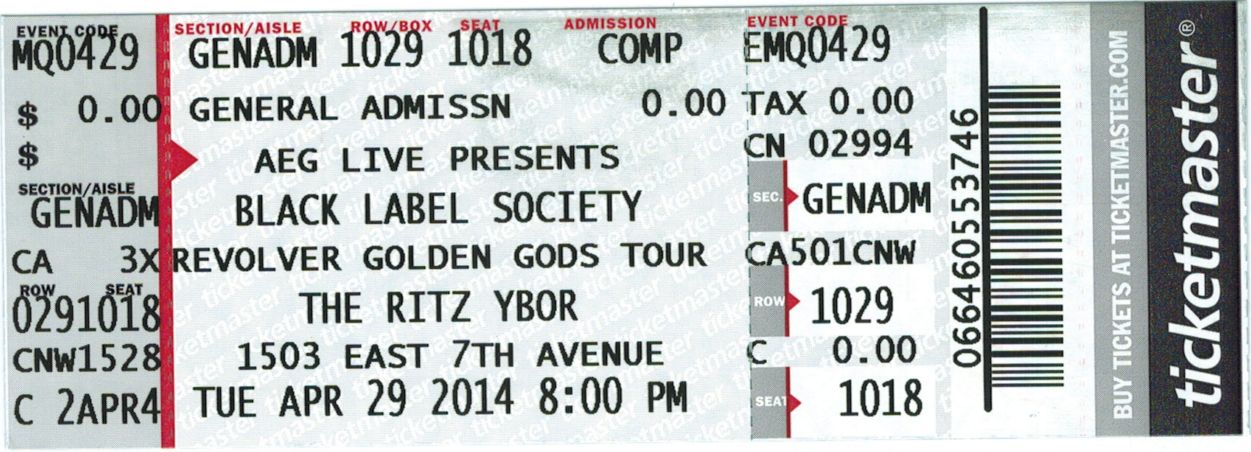 EVENT CODE
MQ0429
$ 0.00
$
SECTION/AISLE
GENADM
CA 3X
ROW SEAT
0291018
CNW1528
C 2APR4
SECTION/AISLE ROW/BOX SEAT ADMISSION
GENADM 1029 1018 COMP
GENERAL ADMISSN 0.00
AEG LIVE PRESENTS
BLACK LABEL SOCIETY
REVOLVER GOLDEN GODS TOUR
THE RITZ YBOR
1503 EAST 7TH AVENUE
TUE APR 29 2014 8:00 PM
EVENT CODE
EMQ0429
TAX 0.00
CN 02994
SEC. GENADM
CA501CNW
ROW 1029
C 0.00
SEAT 1018
066460553746
BUY TICKETS AT TICKETMASTER.COM
ticketmaster®